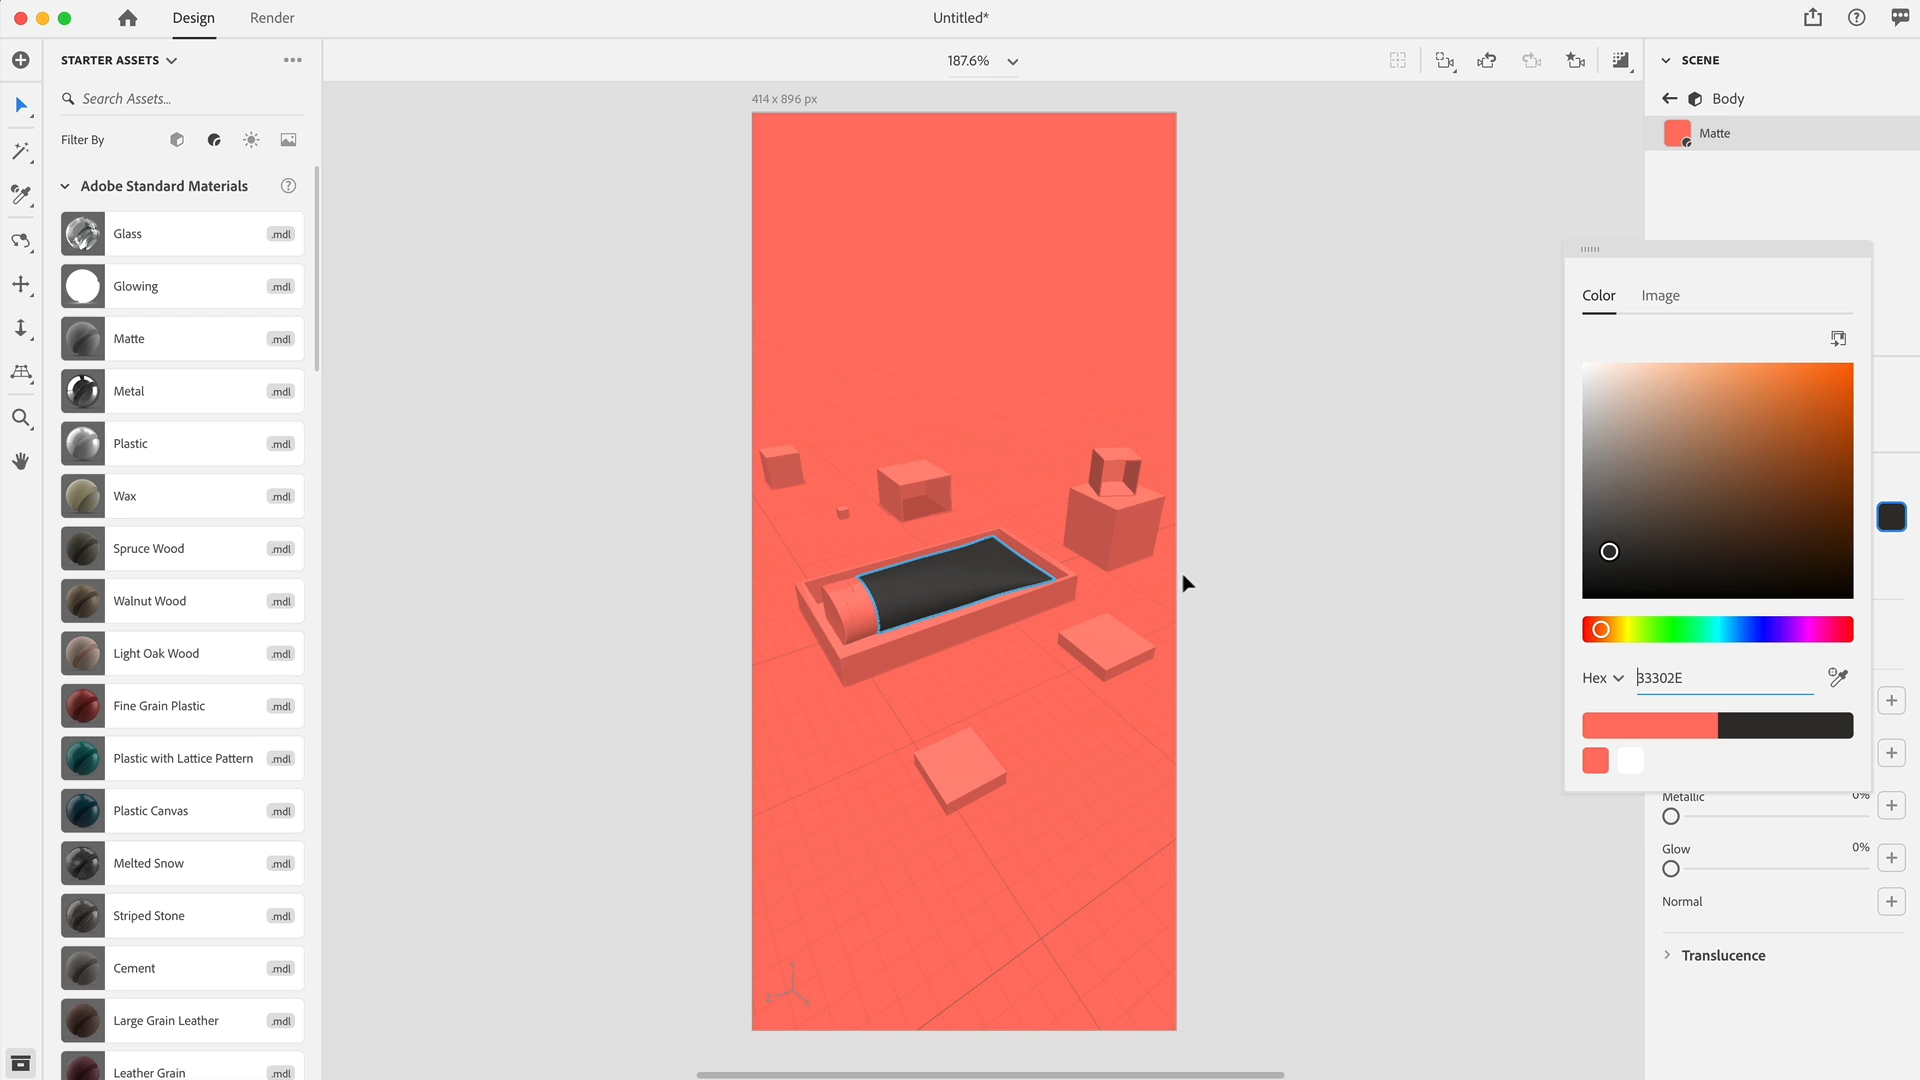 Design
Render
Untitled*
STARTER ASSETS
187.6%
SCENE
Search Assets...
414 x 896 px
Body
Filter By
Matte
Adobe Standard Materials
Glass .mdl
Glowing .mdl
Matte .mdl
Metal .mdl
Plastic .mdl
Wax .mdl
Spruce Wood .mdl
Walnut Wood .mdl
Light Oak Wood .mdl
Fine Grain Plastic .mdl
Plastic with Lattice Pattern .mdl
Plastic Canvas .mdl
Melted Snow .mdl
Striped Stone .mdl
Cement .mdl
Large Grain Leather .mdl
Leather Grain .mdl
Color Image
Hex 33302E
Metallic 0%
Glow 0%
Normal
Translucence